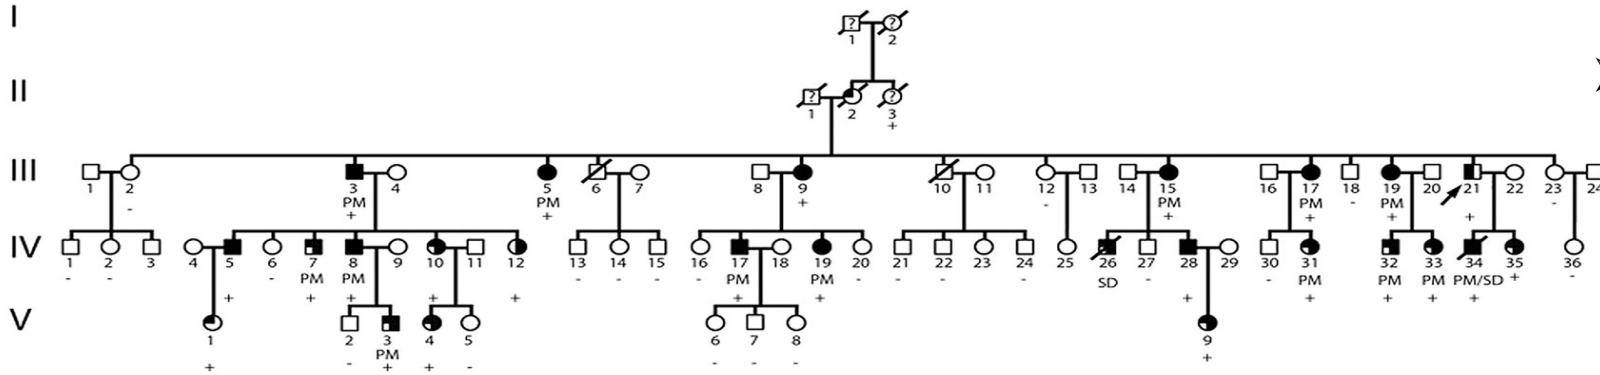 I
? ?
1 2
II
? ?
1 2 3
+
III
1 2 3 4 5 6 7 8 9 10 11 12 13 14 15 16 17 18 19 20 21 22 23 24
- PM PM + - PM PM - PM + -
+ + + + +
IV
1 2 3 4 5 6 7 8 9 10 11 12 13 14 15 16 17 18 19 20 21 22 23 24 25 26 27 28 29 30 31 32 33 34 35 36
- - - PM PM - - - - PM PM - - - - SD - - PM PM PM PM/SD + -
+ + + + + + + + + + + +
V
1 2 3 4 5 6 7 8 9
PM +
+ - + + - - - -